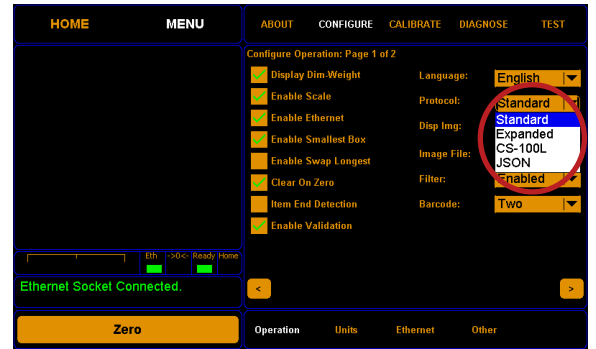 HOME MENU ABOUT CONFIGURE CALIBRATE DIAGNOSE TEST
Configure Operation: Page 1 of 2
Display Dim-Weight
Enable Scale
Enable Ethernet
Enable Smallest Box
Enable Swap Longest
Clear On Zero
Item End Detection
Enable Validation
Language: English
Protocol: Standard
Standard
Expanded
CS-100L
JSON
Disp Img:
Image File:
Filter: Enabled
Barcode: Two
Eth ->0<- Ready Home
Ethernet Socket Connected.
< >
Zero
Operation Units Ethernet Other